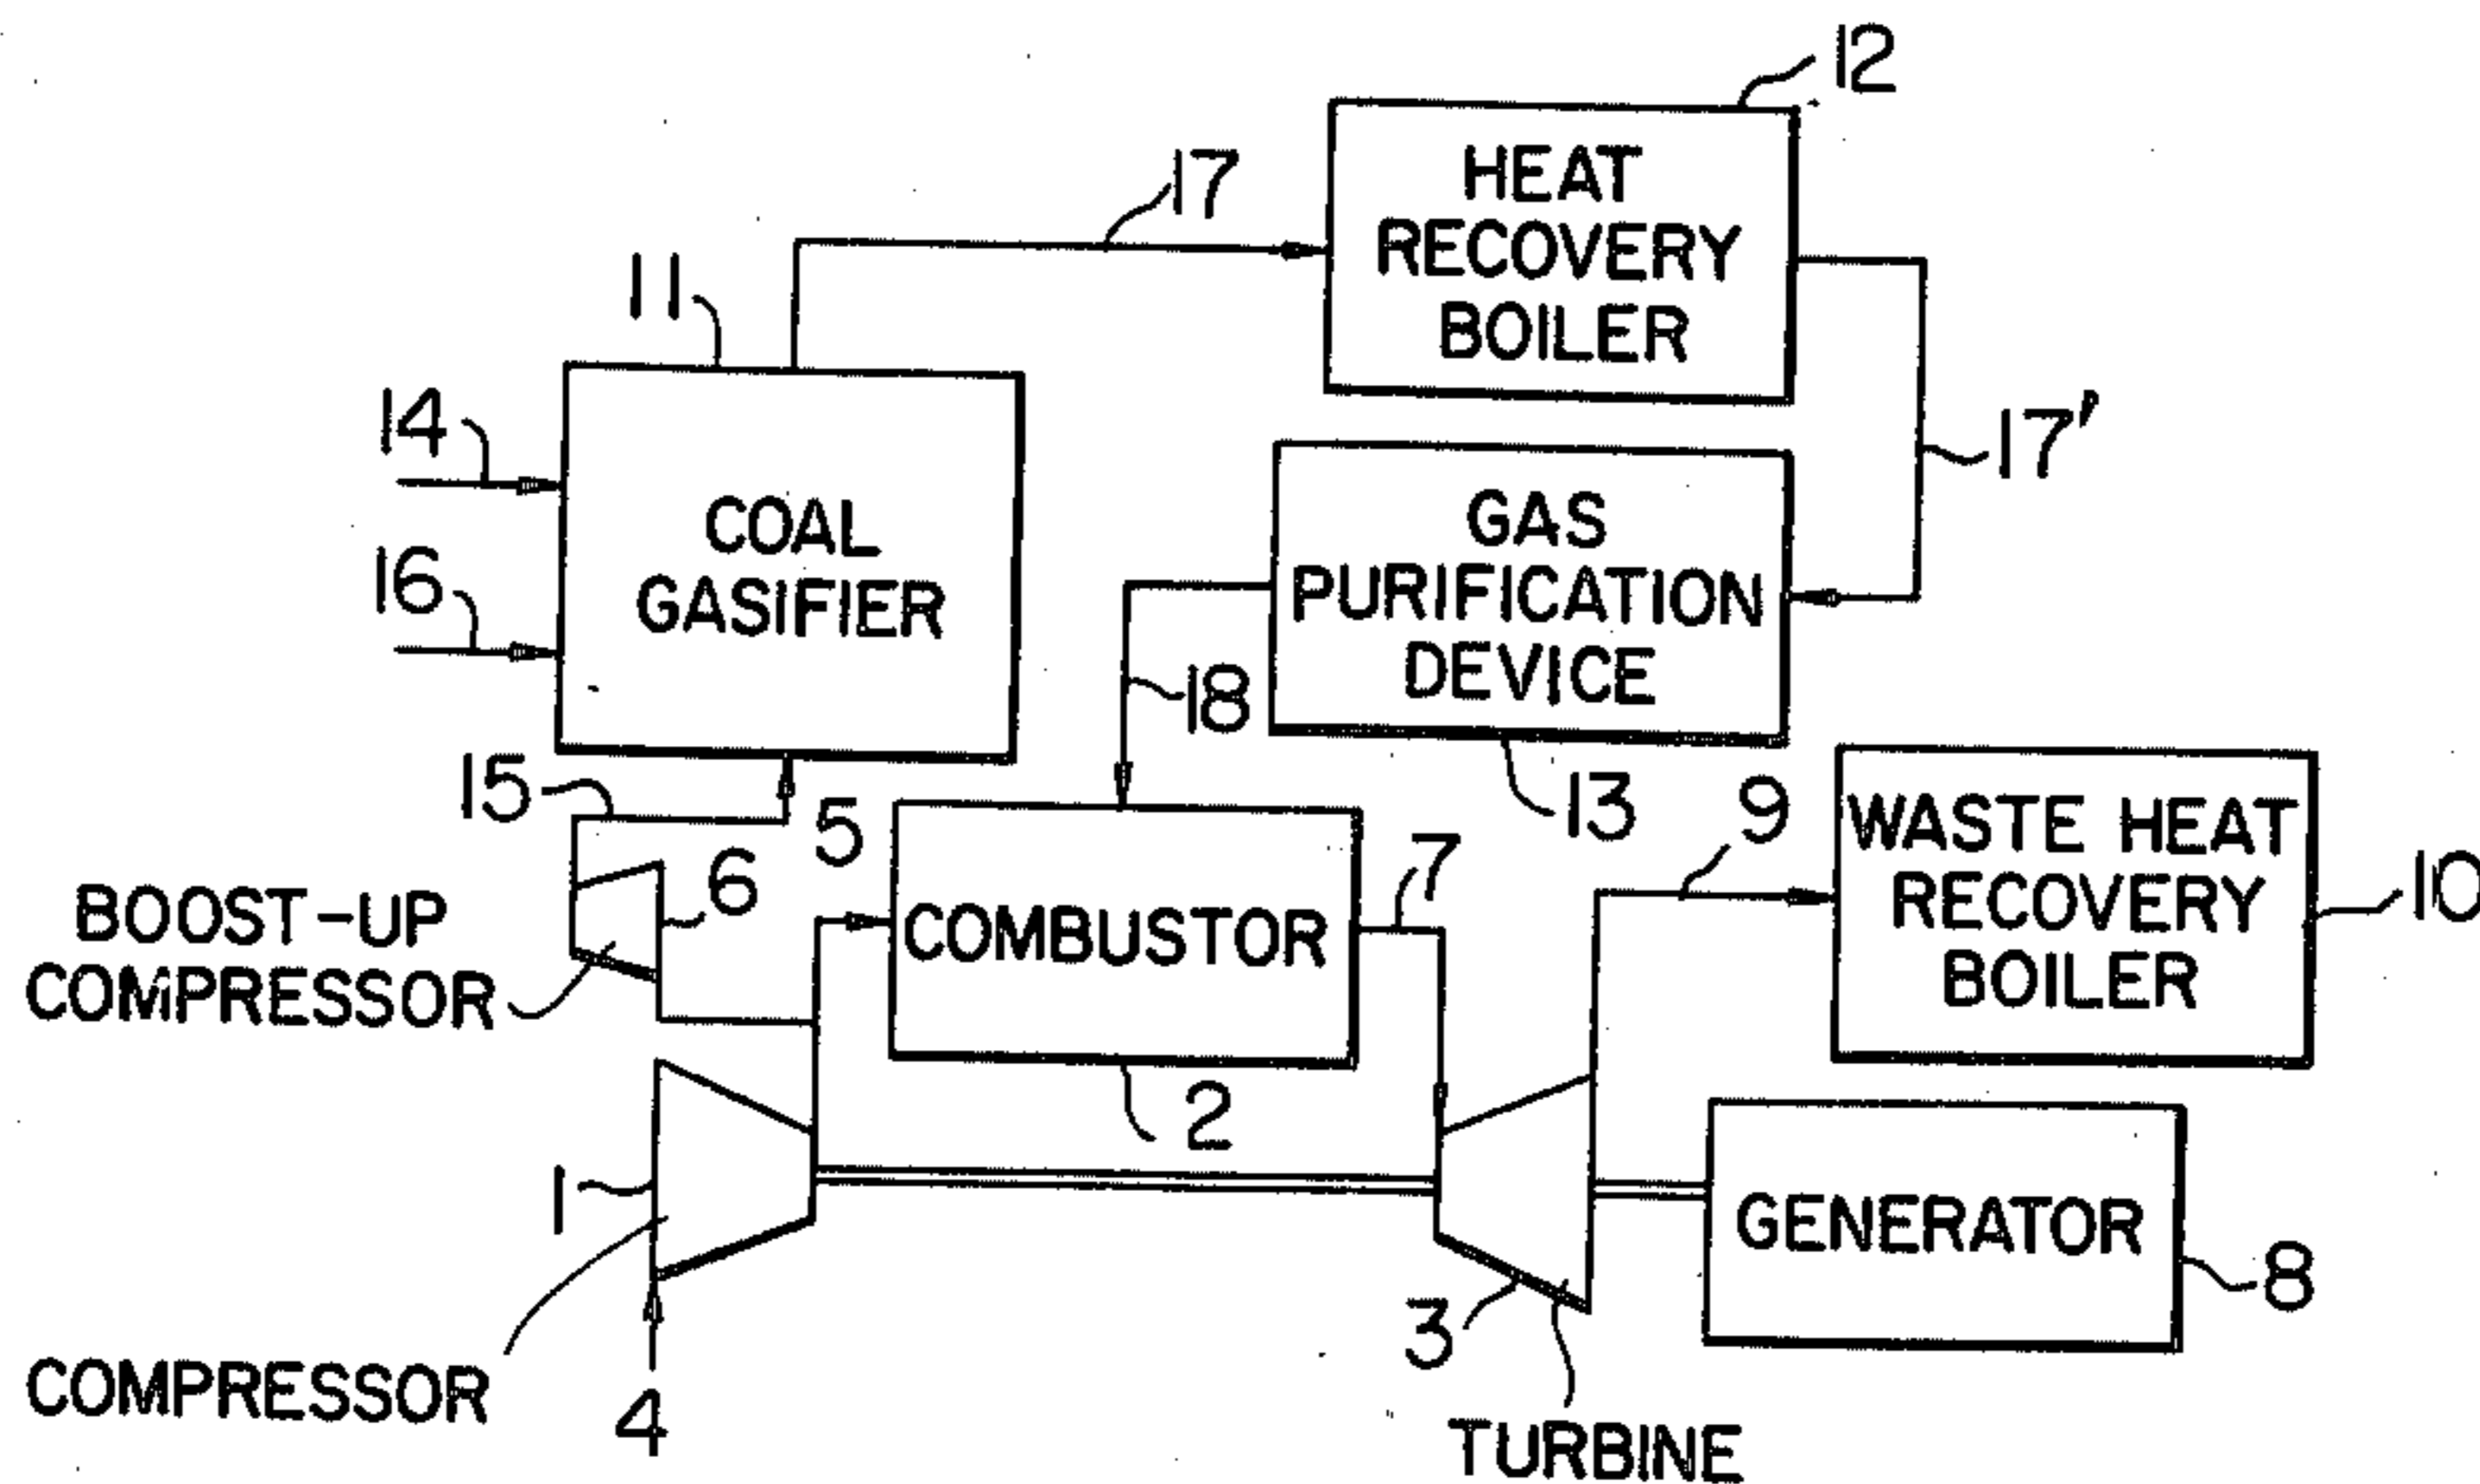 12
HEAT
RECOVERY
BOILER
17
11
14
16
COAL
GASIFIER
17'
GAS
PURIFICATION
DEVICE
18
13
15
5
6
BOOST-UP
COMPRESSOR
COMBUSTOR
7
9
WASTE HEAT
RECOVERY
BOILER
10
2
1
GENERATOR
8
3
COMPRESSOR
4
TURBINE